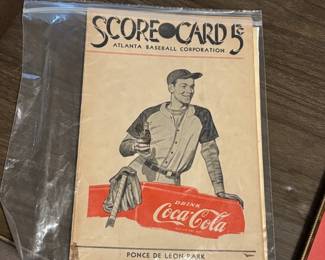 SCORE CARD 5¢
ATLANTA BASEBALL CORPORATION
DRINK
Coca-Cola
PONCE DE LEON PARK